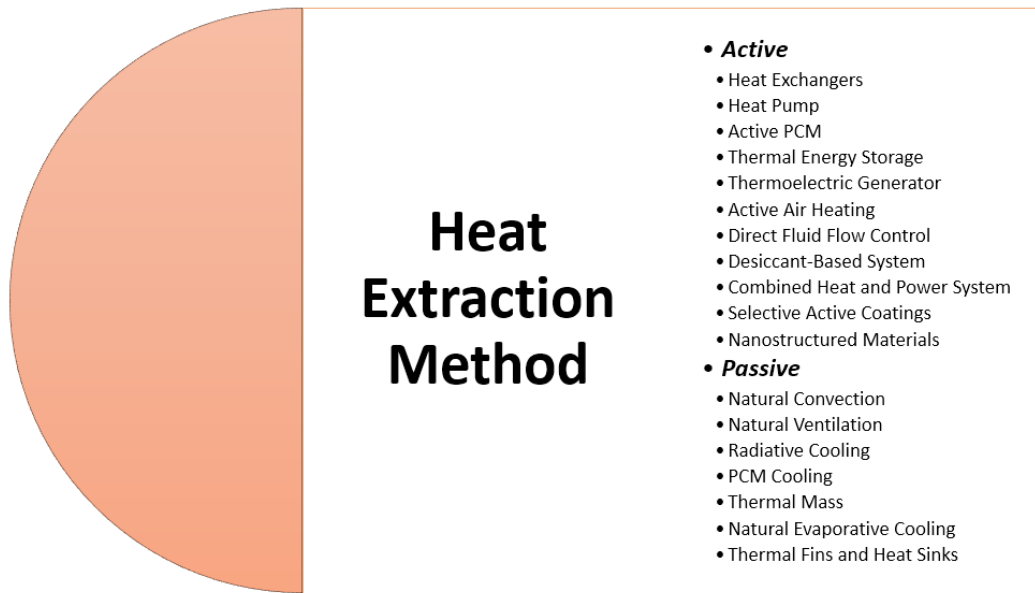 Heat
Extraction
Method
• Active
• Heat Exchangers
• Heat Pump
• Active PCM
• Thermal Energy Storage
• Thermoelectric Generator
• Active Air Heating
• Direct Fluid Flow Control
• Desiccant-Based System
• Combined Heat and Power System
• Selective Active Coatings
• Nanostructured Materials
• Passive
• Natural Convection
• Natural Ventilation
• Radiative Cooling
• PCM Cooling
• Thermal Mass
• Natural Evaporative Cooling
• Thermal Fins and Heat Sinks